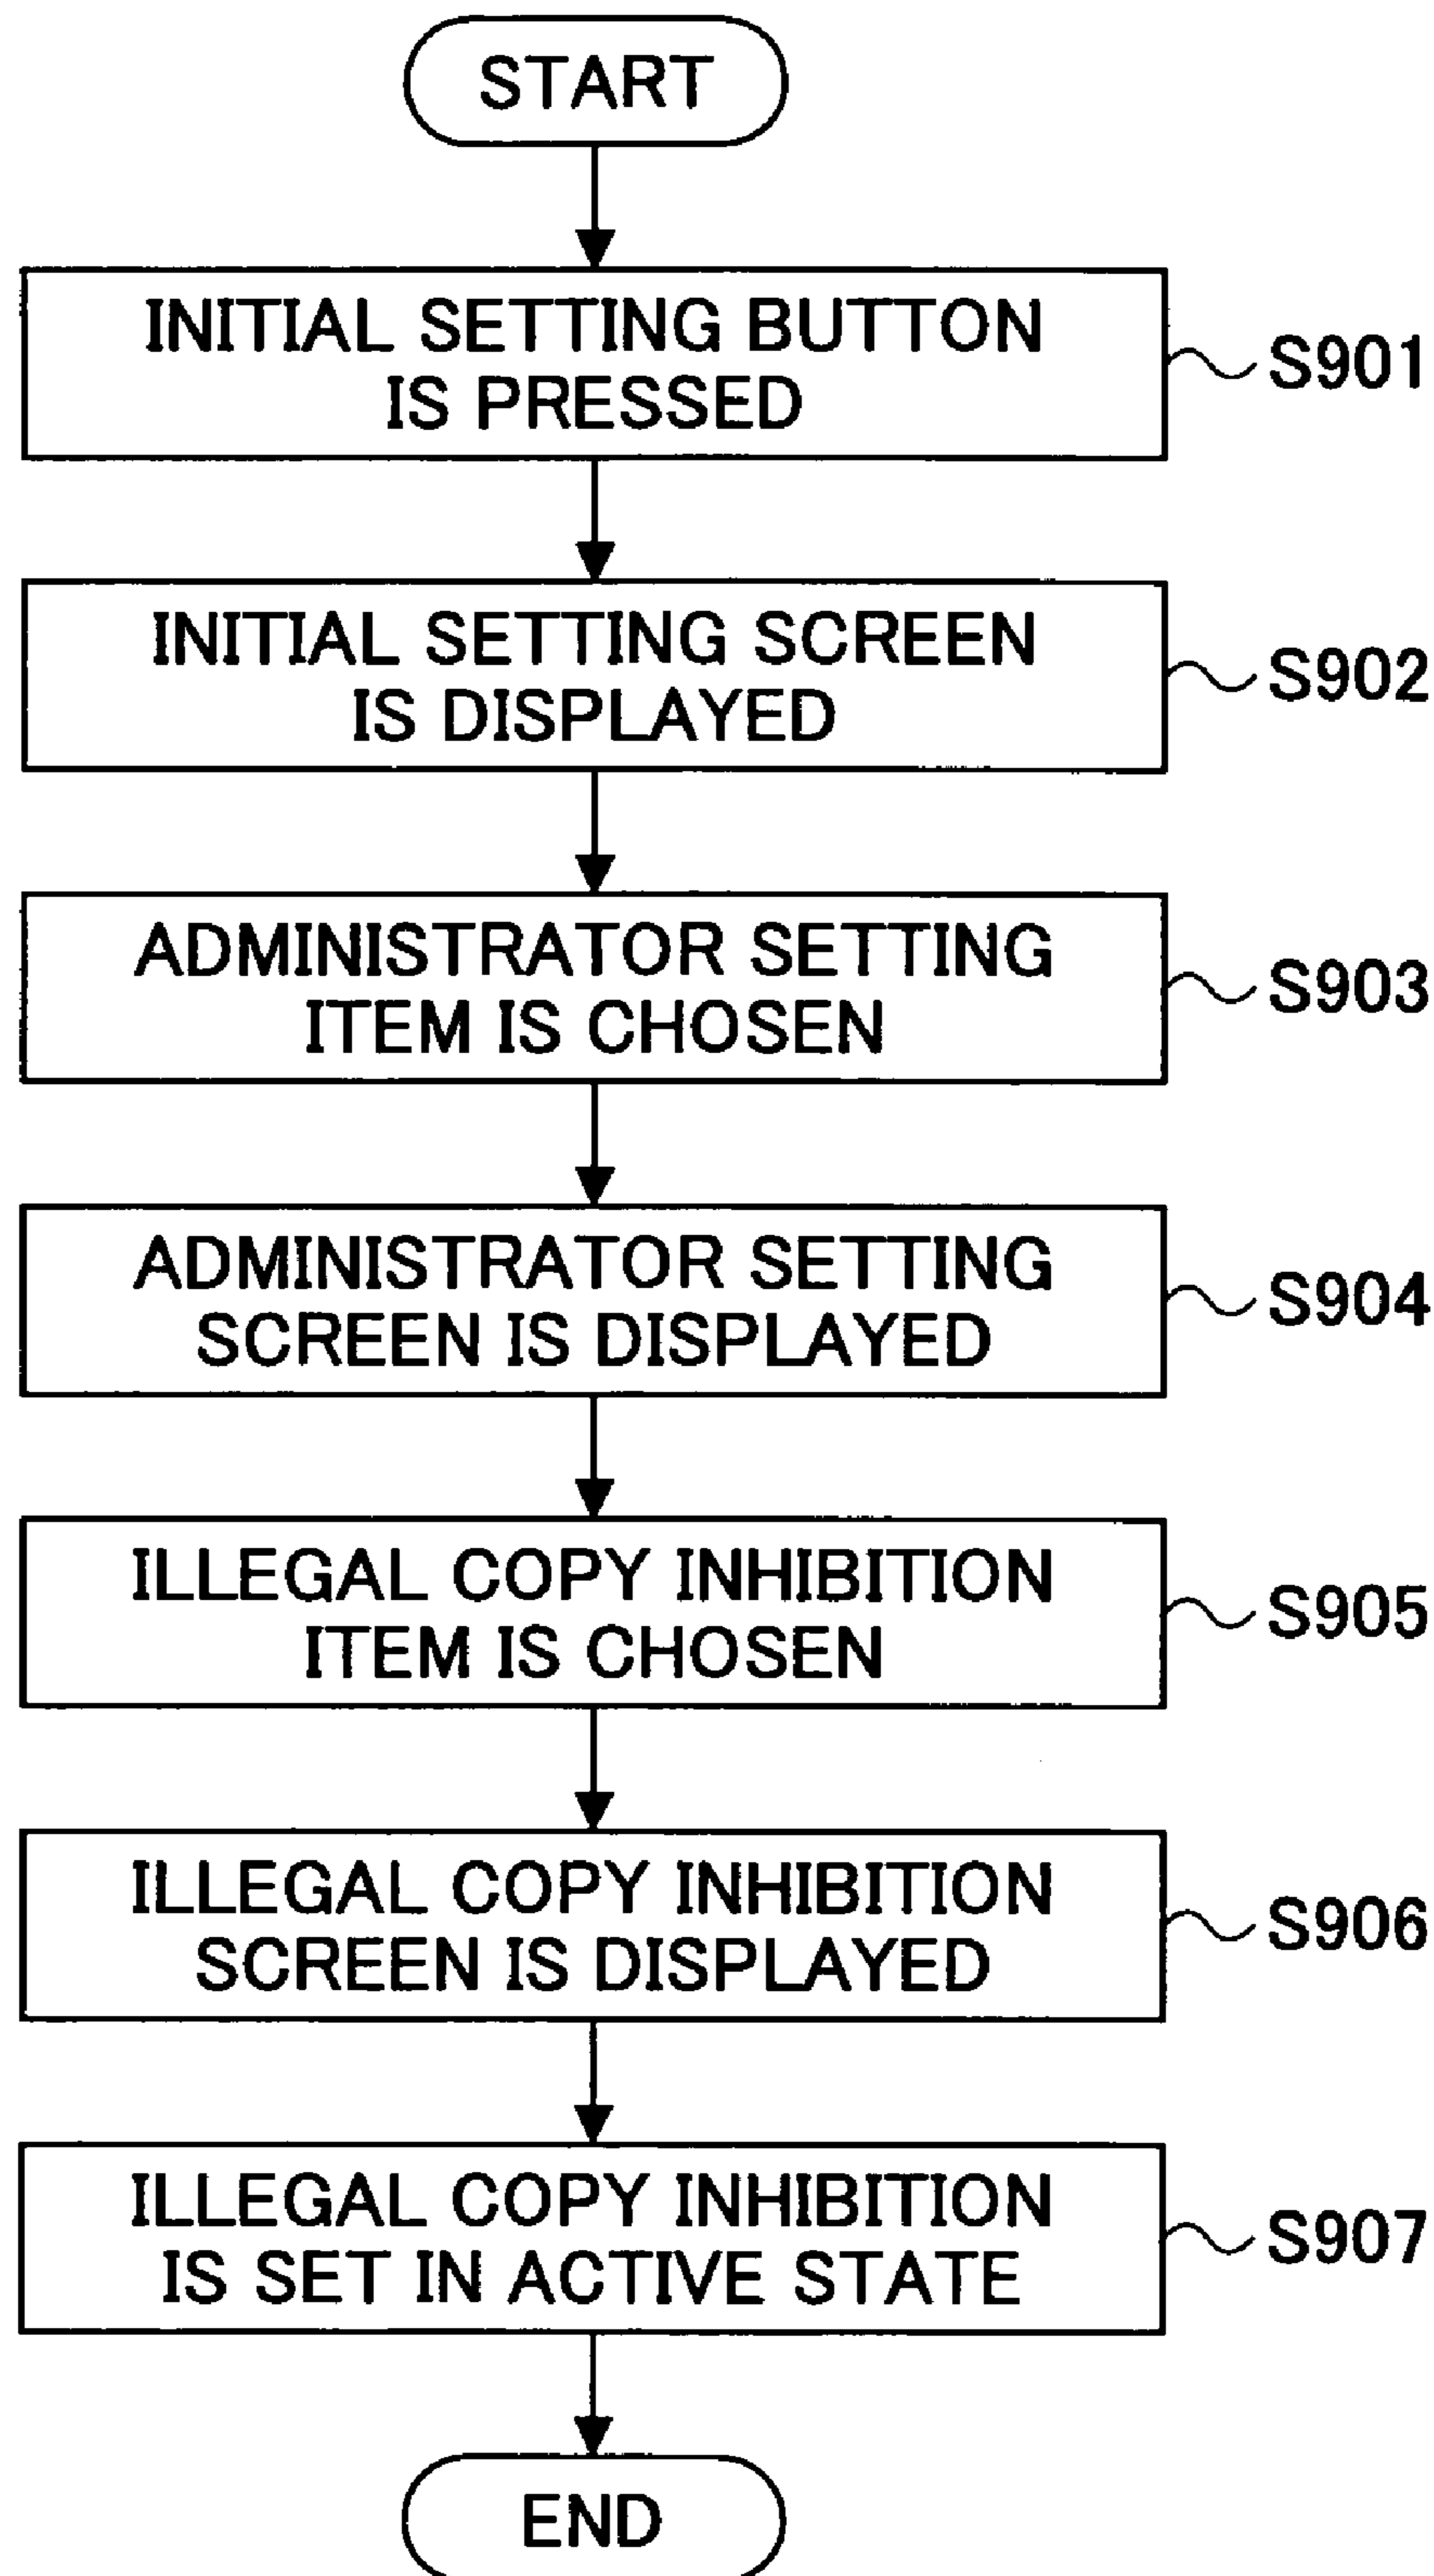 START
INITIAL SETTING BUTTON
IS PRESSED
S901
INITIAL SETTING SCREEN
IS DISPLAYED
S902
ADMINISTRATOR SETTING
ITEM IS CHOSEN
S903
ADMINISTRATOR SETTING
SCREEN IS DISPLAYED
S904
ILLEGAL COPY INHIBITION
ITEM IS CHOSEN
S905
ILLEGAL COPY INHIBITION
SCREEN IS DISPLAYED
S906
ILLEGAL COPY INHIBITION
IS SET IN ACTIVE STATE
S907
END